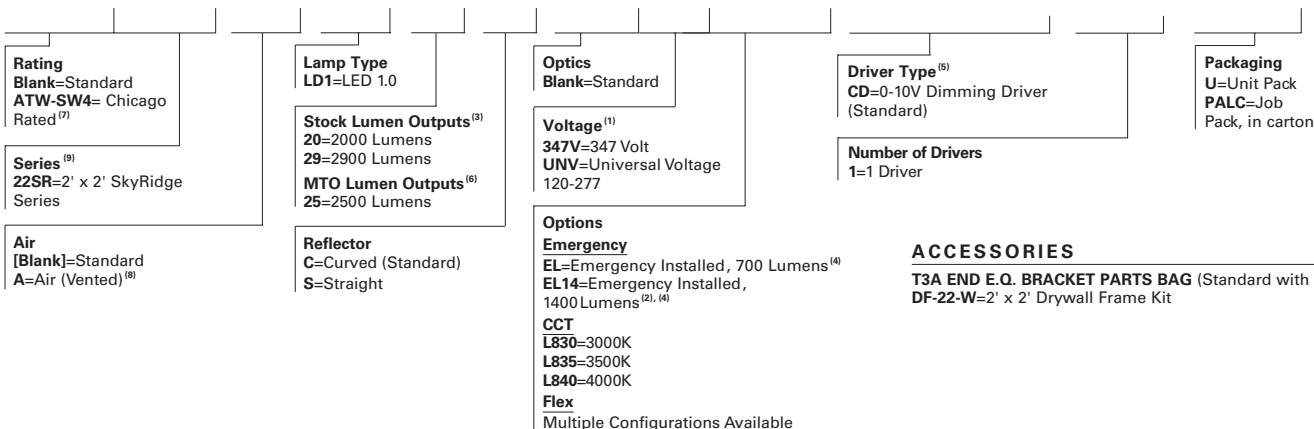 Rating
Blank=Standard
ATW-SW4= Chicago
Rated (7)
Series (9)
22SR=2' x 2' SkyRidge
Series
Air
[Blank]=Standard
A=Air (Vented) (8)
Lamp Type
LD1=LED 1.0
Stock Lumen Outputs (3)
20=2000 Lumens
29=2900 Lumens
MTO Lumen Outputs (6)
25=2500 Lumens
Reflector
C=Curved (Standard)
S=Straight
Optics
Blank=Standard
Voltage (1)
347V=347 Volt
UNV=Universal Voltage
120-277
Options
Emergency
EL=Emergency Installed, 700 Lumens (4)
EL14=Emergency Installed,
1400 Lumens (2), (4)
CCT
L830=3000K
L835=3500K
L840=4000K
Flex
Multiple Configurations Available
Driver Type (5)
CD=0-10V Dimming Driver
(Standard)
Number of Drivers
1=1 Driver
Packaging
U=Unit Pack
PALC=Job
Pack, in carton
ACCESSORIES
T3A END E.Q. BRACKET PARTS BAG (Standard with
DF-22-W=2' x 2' Drywall Frame Kit